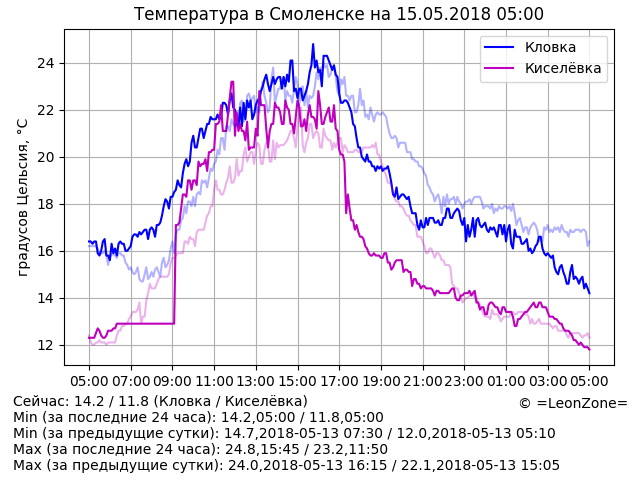 Температура в Смоленске на 15.05.2018 05:00
Кловка
Киселёвка
градусов Цельсия, °C
24
22
20
18
16
14
12
05:00 07:00 09:00 11:00 13:00 15:00 17:00 19:00 21:00 23:00 01:00 03:00 05:00
Сейчас: 14.2 / 11.8 (Кловка / Киселёвка)
© =LeonZone=
Min (за последние 24 часа): 14.2,05:00 / 11.8,05:00
Min (за предыдущие сутки): 14.7,2018-05-13 07:30 / 12.0,2018-05-13 05:10
Max (за последние 24 часа): 24.8,15:45 / 23.2,11:50
Max (за предыдущие сутки): 24.0,2018-05-13 16:15 / 22.1,2018-05-13 15:05